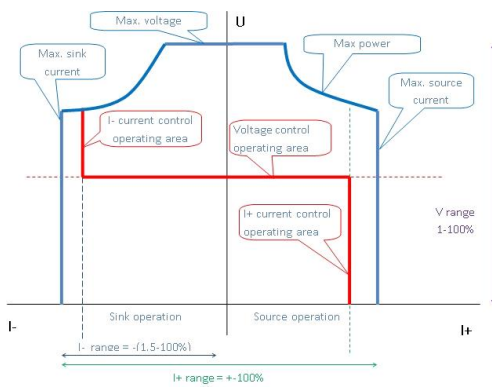 Max. voltage
U
Max. sink
current
Max power
Max. source
current
I- current control
operating area
Voltage control
operating area
I+ current control
operating area
V range
1-100%
I-
Sink operation
Source operation
I+
I- range = -(1.5-100%)
I+ range = +-100%